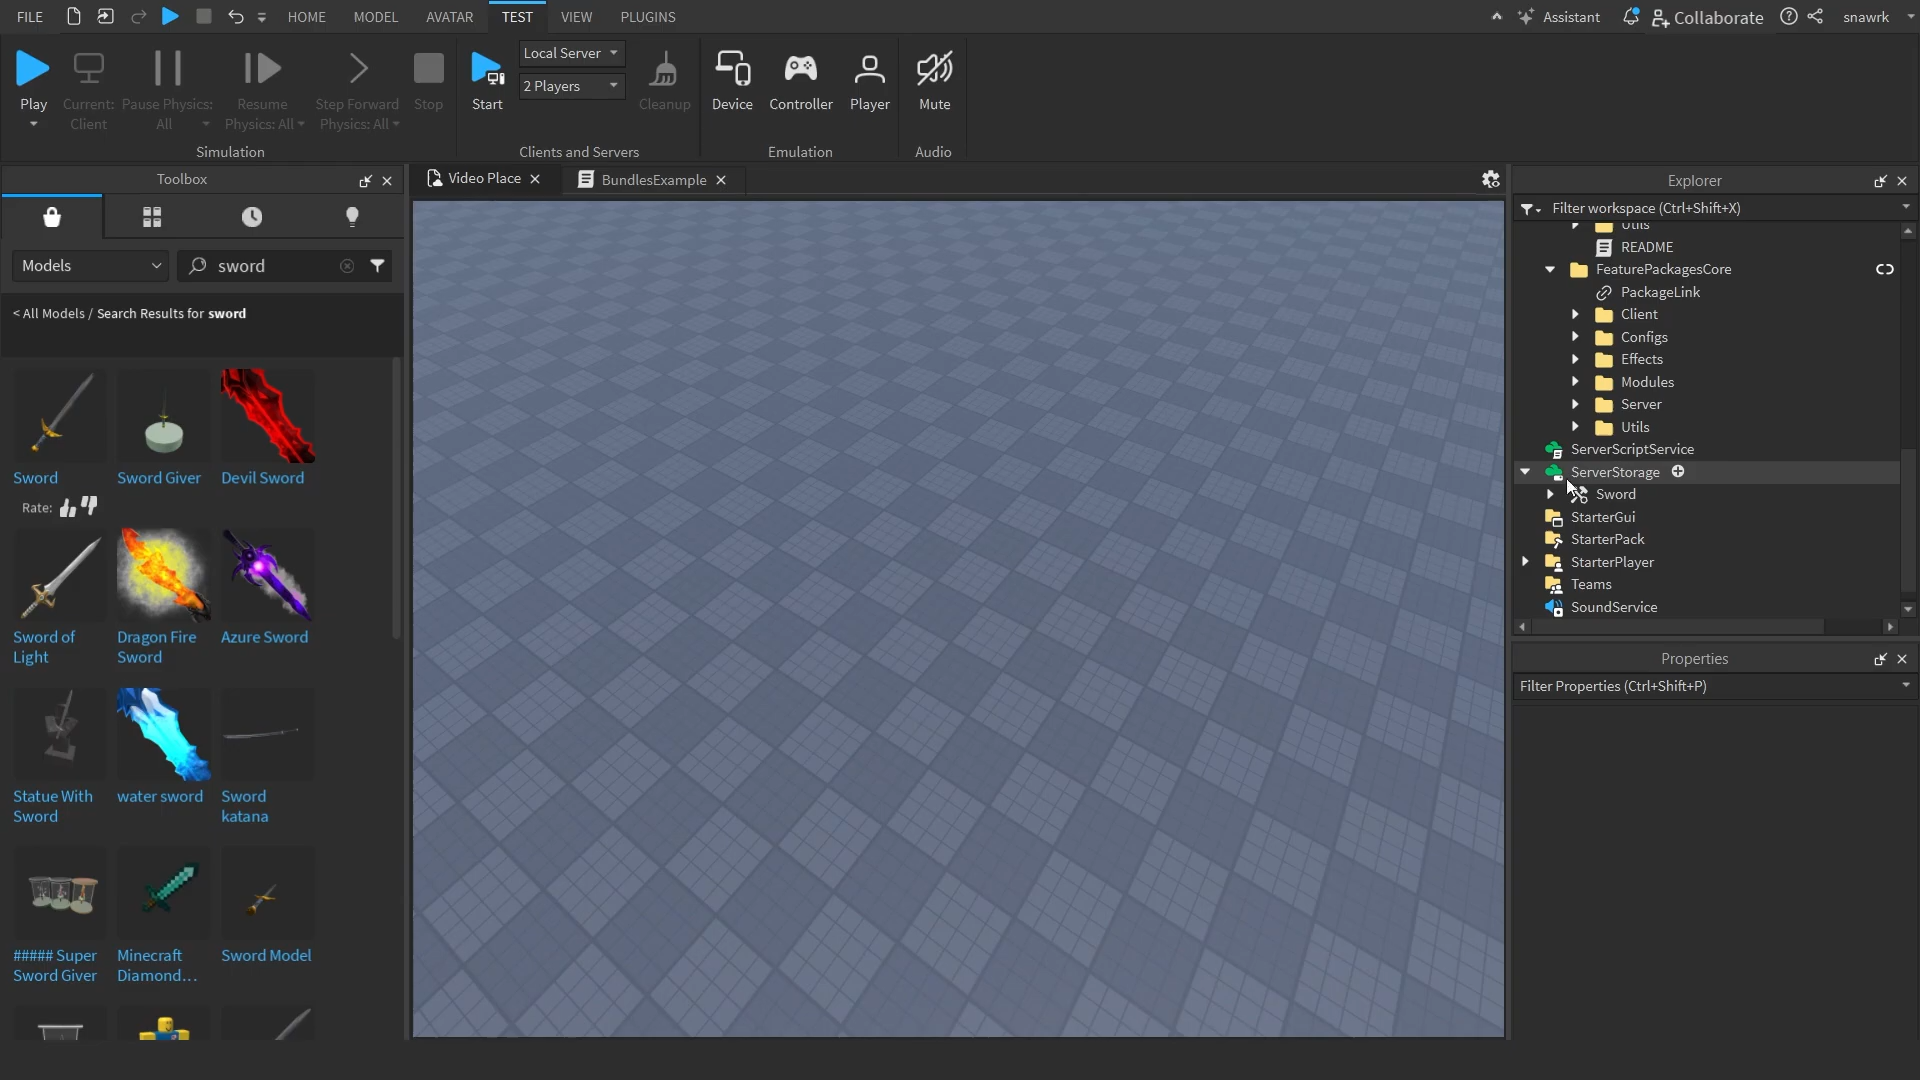 FILE HOME MODEL AVATAR TEST VIEW PLUGINS Assistant Collaborate snawrk
Play Current: Client Pause Physics: All Resume Physics: All Step Forward Physics: All Stop
Simulation
Start Local Server 2 Players Cleanup
Clients and Servers
Device Controller Player
Emulation
Mute
Audio
Toolbox
Models sword
< All Models / Search Results for sword
Sword Sword Giver Devil Sword
Rate:
Sword of Light
Dragon Fire Sword
Azure Sword
Statue With Sword
water sword
Sword katana
##### Super Sword Giver
Minecraft Diamond...
Sword Model
Video Place BundlesExample
Explorer
Filter workspace (Ctrl+Shift+X)
Utils
README
FeaturePackagesCore
PackageLink
Client
Configs
Effects
Modules
Server
Utils
ServerScriptService
ServerStorage
Sword
StarterGui
StarterPack
StarterPlayer
Teams
SoundService
Properties
Filter Properties (Ctrl+Shift+P)